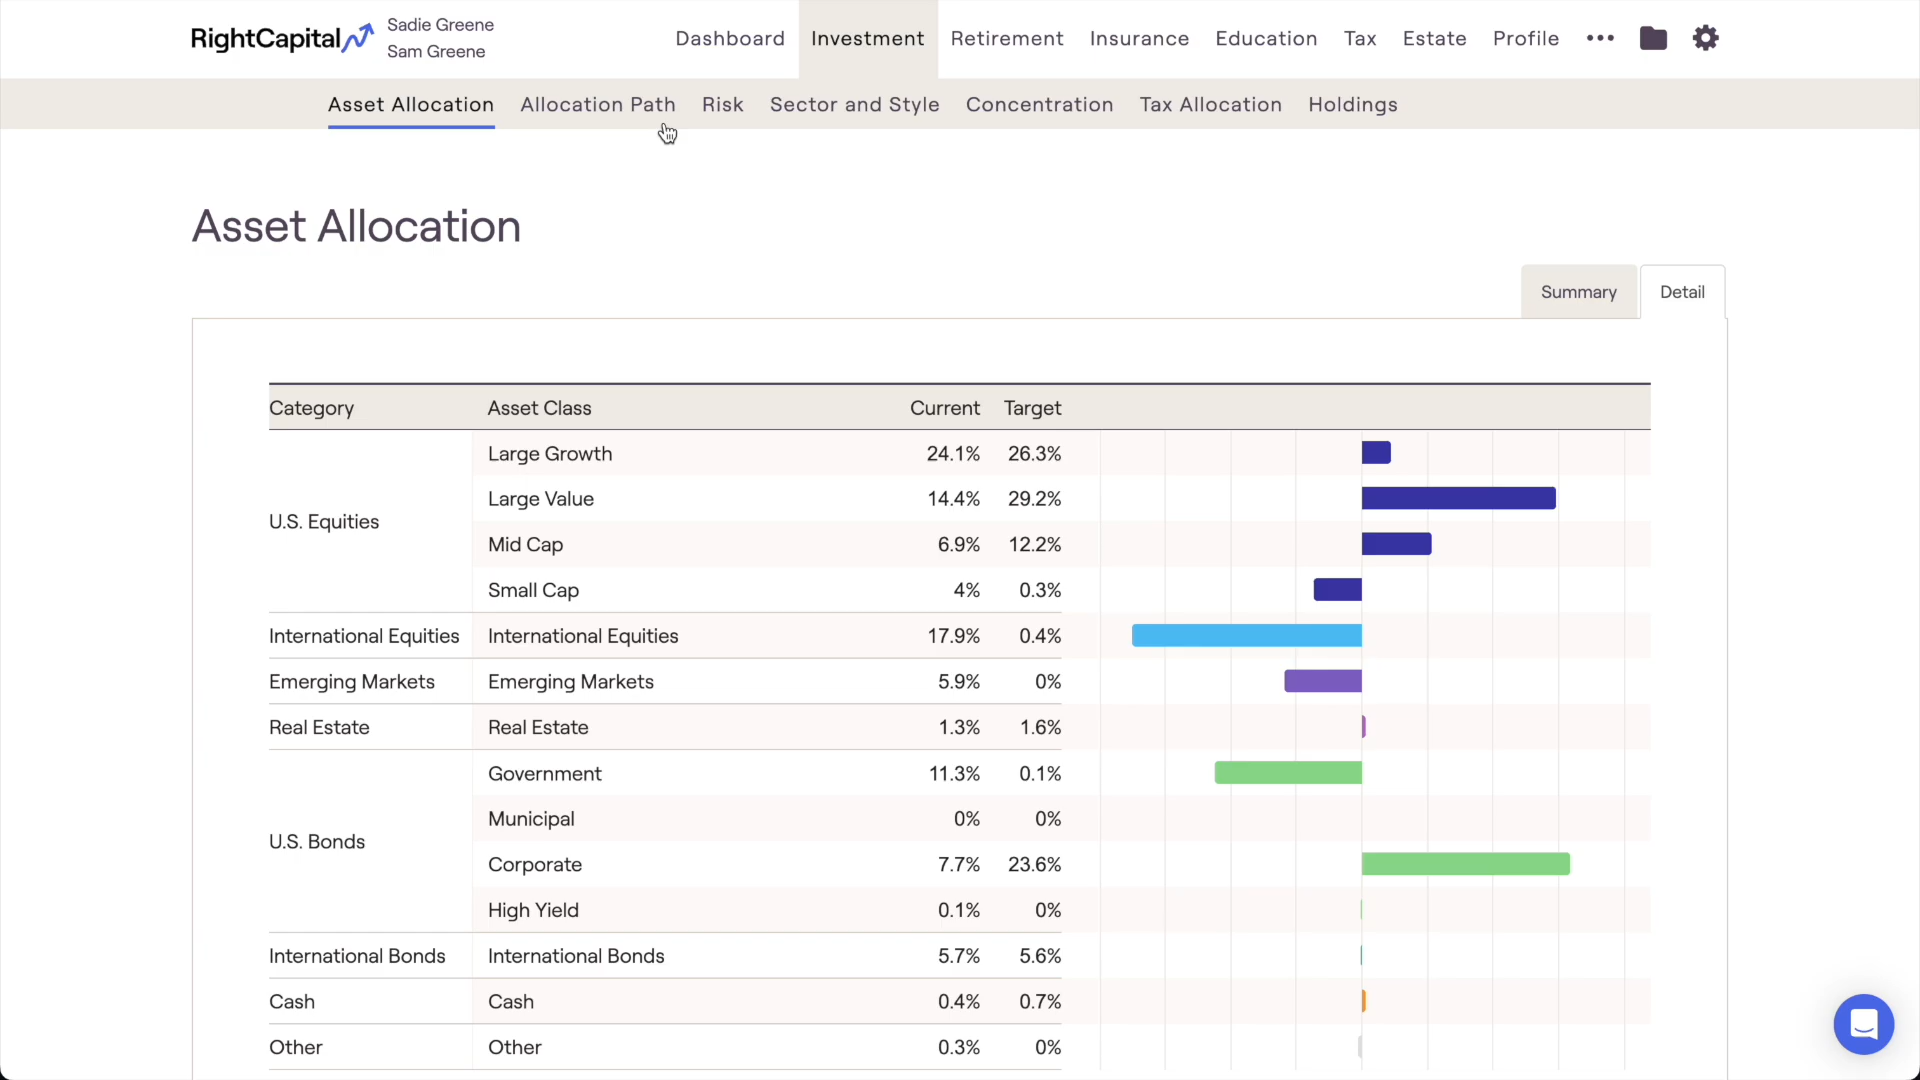 RightCapital
Sadie Greene
Sam Greene
Dashboard Investment Retirement Insurance Education Tax Estate Profile
Asset Allocation Allocation Path Risk Sector and Style Concentration Tax Allocation Holdings
Asset Allocation
Summary Detail
Category Asset Class Current Target
Large Growth 24.1% 26.3%
Large Value 14.4% 29.2%
U.S. Equities
Mid Cap 6.9% 12.2%
Small Cap 4% 0.3%
International Equities International Equities 17.9% 0.4%
Emerging Markets Emerging Markets 5.9% 0%
Real Estate Real Estate 1.3% 1.6%
Government 11.3% 0.1%
Municipal 0% 0%
U.S. Bonds
Corporate 7.7% 23.6%
High Yield 0.1% 0%
International Bonds International Bonds 5.7% 5.6%
Cash Cash 0.4% 0.7%
Other Other 0.3% 0%